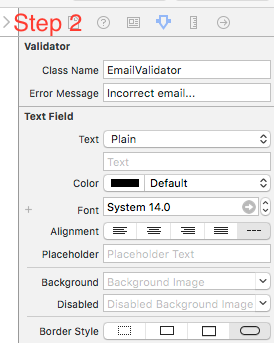 Step 2
Validator
Class Name EmailValidator
Error Message Incorrect email...
Text Field
Text Plain
Text
Color Default
Font System 14.0
Alignment
Placeholder Placeholder Text
Background Background Image
Disabled Disabled Background Image
Border Style